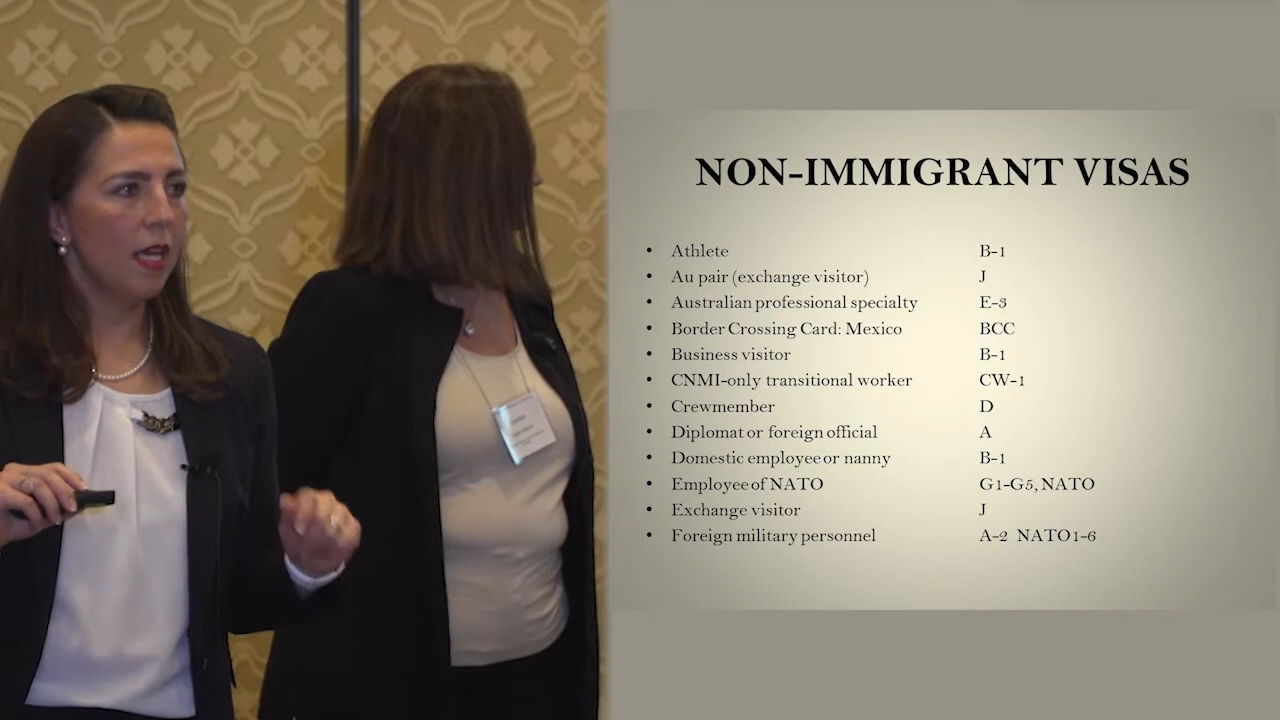 NON-IMMIGRANT VISAS
• Athlete B-1
• Au pair (exchange visitor) J
• Australian professional specialty E-3
• Border Crossing Card: Mexico BCC
• Business visitor B-1
• CNMI-only transitional worker CW-1
• Crewmember D
• Diplomat or foreign official A
• Domestic employee or nanny B-1
• Employee of NATO G1-G5, NATO
• Exchange visitor J
• Foreign military personnel A-2 NATO1-6